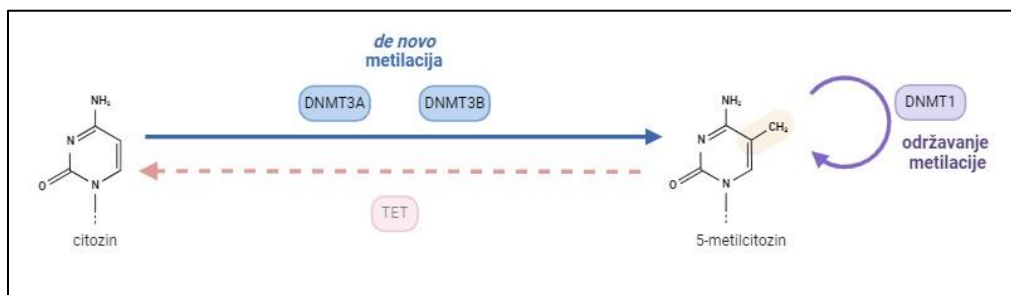 de novo
metilacija
DNMT3A
DNMT3B
NH₂
N
O
N
citozin
TET
NH₂
CH₃
N
O
N
5-metilcitozin
DNMT1
održavanje
metilacije